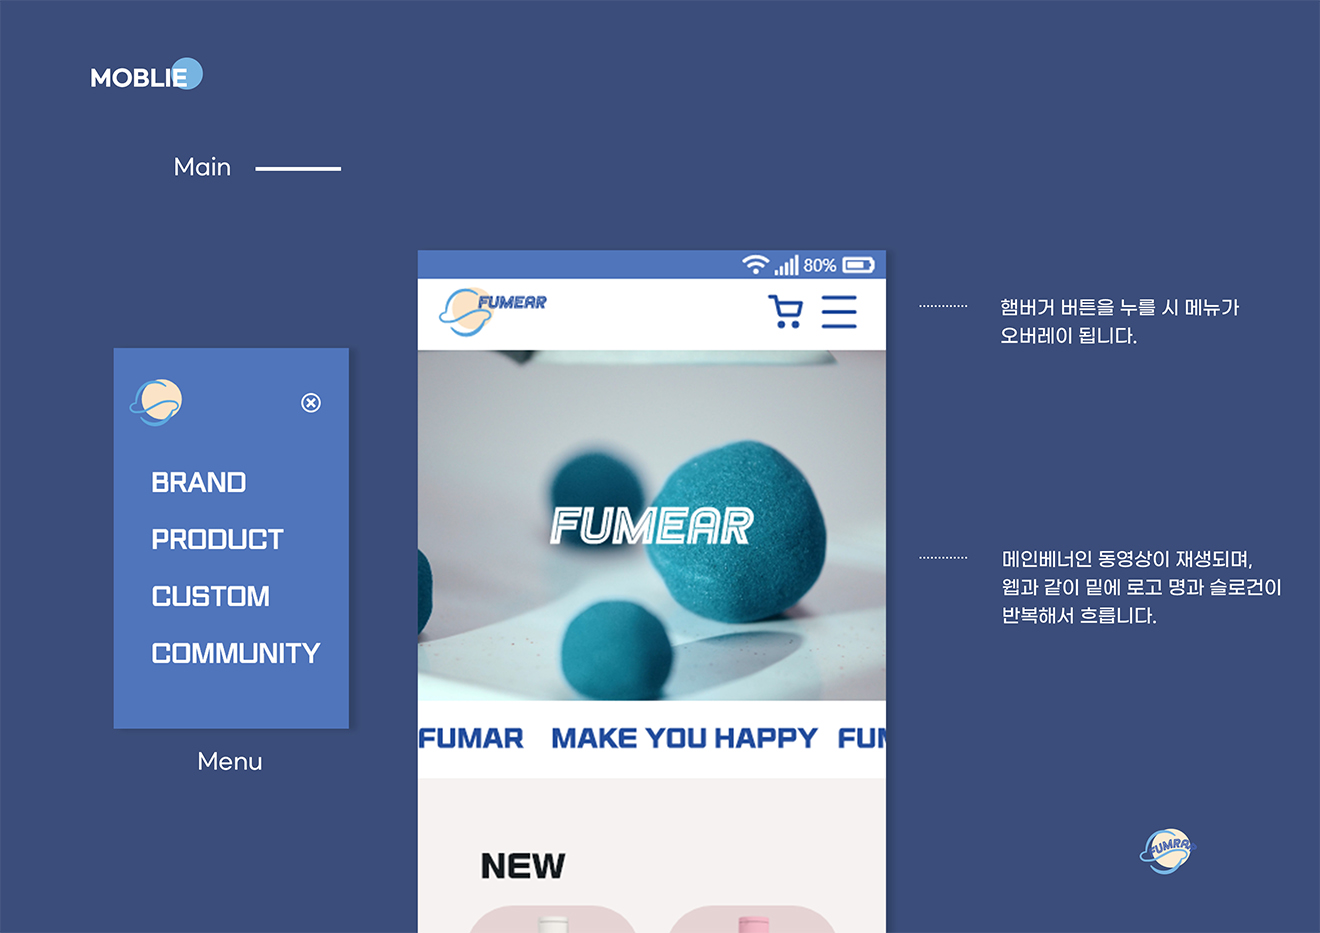 MOBLIE
Main
80%
FUMEAR
햄버거 버튼을 누를 시 메뉴가
오버레이 됩니다.
BRAND
PRODUCT
CUSTOM
COMMUNITY
Menu
FUMEAR
메인베너인 동영상이 재생되며,
웹과 같이 밑에 로고 명과 슬로건이
반복해서 흐릅니다.
FUMAR MAKE YOU HAPPY FUM
NEW